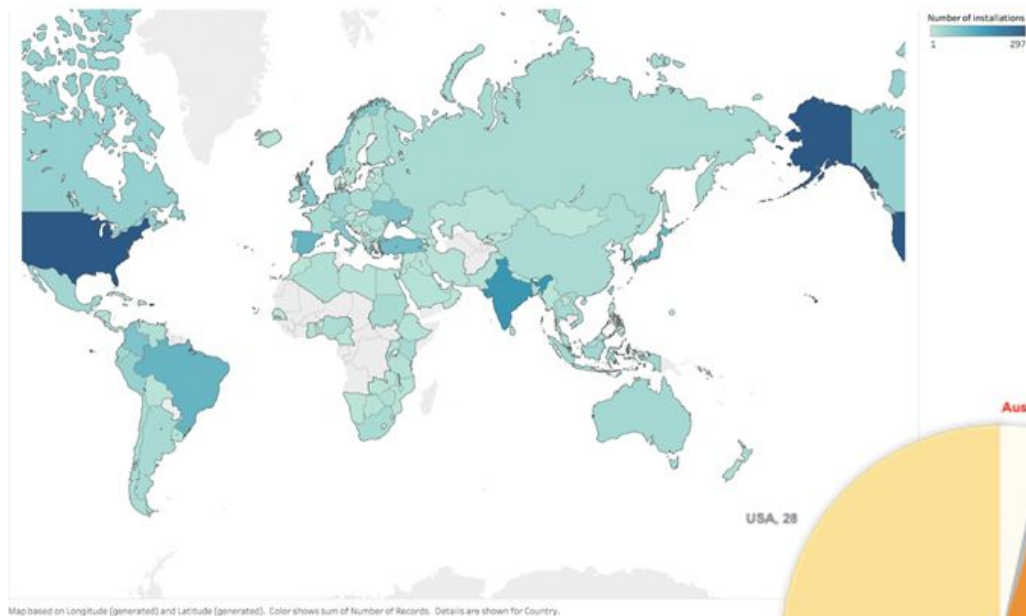 Number of installations
1 297
Aus
USA, 28
Map based on Longitude (generated) and Latitude (generated). Color shows sum of Number of Records. Details are shown for Country.